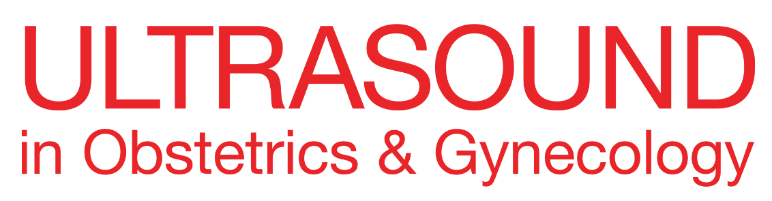 ULTRASOUND
in Obstetrics & Gynecology